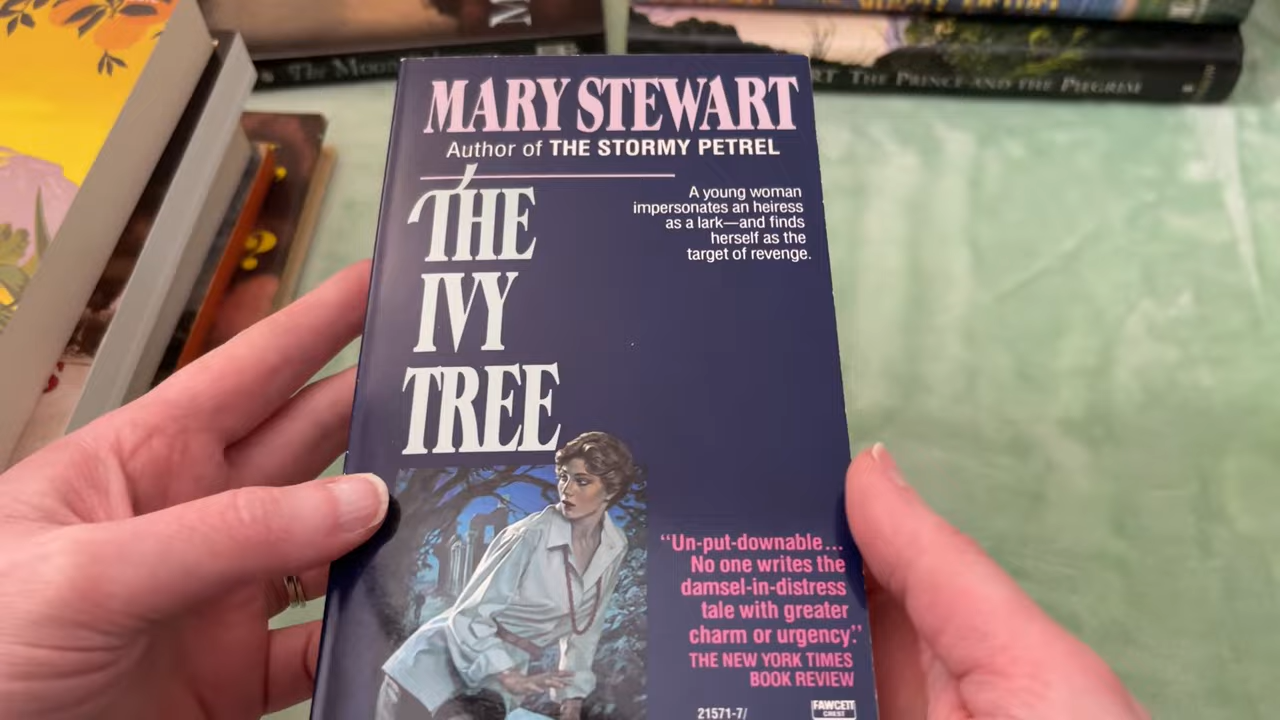 MARY STEWART
Author of THE STORMY PETREL
THE
IVY
TREE
A young woman
impersonates an heiress
as a lark—and finds
herself as the
target of revenge.
"Un-put-downable...
No one writes the
damsel-in-distress
tale with greater
charm or urgency."
THE NEW YORK TIMES
BOOK REVIEW
21571-7/
FAWCETT
CREST
THE PRINCE AND THE PILGRIM
The Moon
M